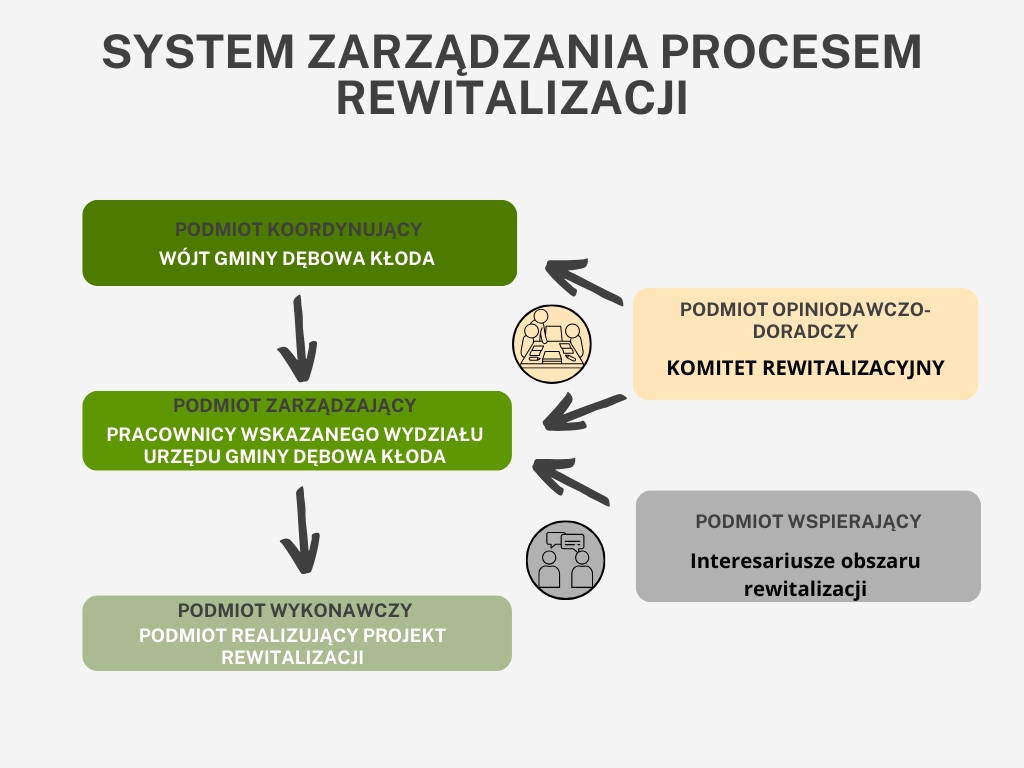 SYSTEM ZARZĄDZANIA PROCESEM
REWITALIZACJI
PODMIOT KOORDYNUJĄCY
WÓJT GMINY DĘBOWA KŁODA
PODMIOT OPINIODAWCZO-
DORADCZY
KOMITET REWITALIZACYJNY
PODMIOT ZARZĄDZAJĄCY
PRACOWNICY WSKAZANEGO WYDZIAŁU
URZĘDU GMINY DĘBOWA KŁODA
PODMIOT WSPIERAJĄCY
Interesariusze obszaru
rewitalizacji
PODMIOT WYKONAWCZY
PODMIOT REALIZUJĄCY PROJEKT
REWITALIZACJI